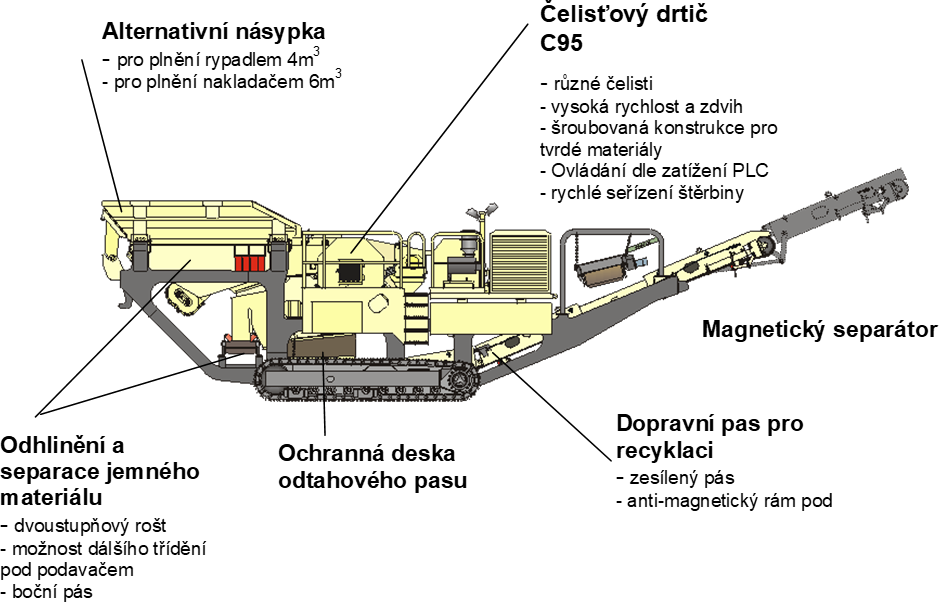 Alternativní násypka
- pro plnění rypadlem 4m³
- pro plnění nakladačem 6m³
Čelisťový drtič
C95
- různé čelisti
- vysoká rychlost a zdvih
- šroubovaná konstrukce pro
tvrdé materiály
- Ovládání dle zatížení PLC
- rychlé seřízení štěrbiny
Magnetický separátor
Dopravní pas pro
recyklaci
- zesílený pás
- anti-magnetický rám pod
Ochranná deska
odtahového pasu
Odhlinění a
separace jemného
materiálu
- dvoustupňový rošt
- možnost dálšího třídění
pod podavačem
- boční pás